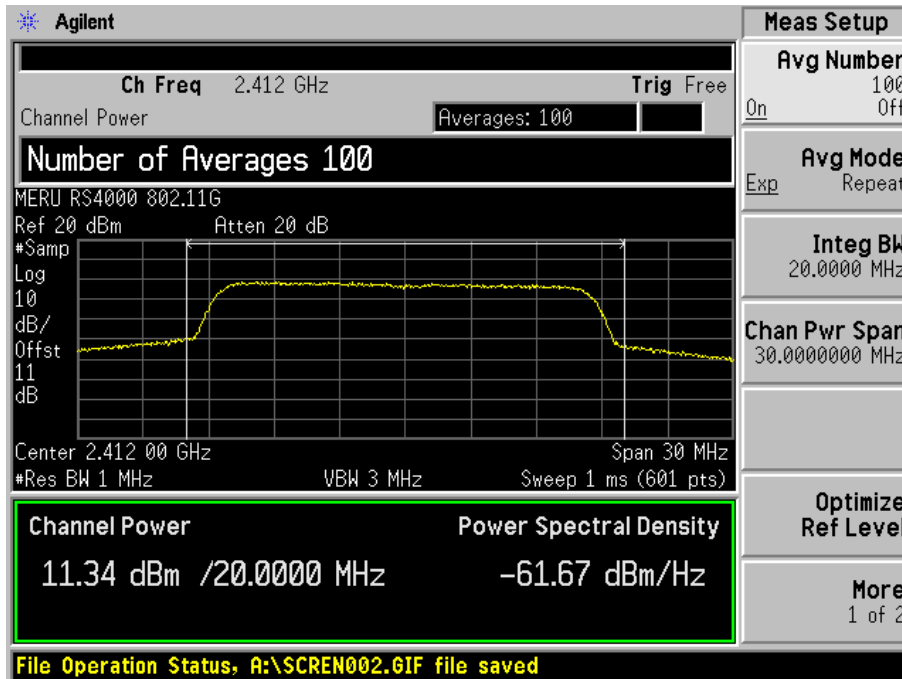 Agilent
Ch Freq 2.412 GHz Trig Free
Channel Power Averages: 100
Number of Averages 100
MERU RS4000 802.11G
Ref 20 dBm Atten 20 dB
#Samp
Log
10
dB/
Offst
11
dB
Center 2.412 00 GHz Span 30 MHz
#Res BW 1 MHz VBW 3 MHz Sweep 1 ms (601 pts)
Channel Power Power Spectral Density
11.34 dBm /20.0000 MHz -61.67 dBm/Hz
File Operation Status, A:\SCREN002.GIF file saved
Meas Setup
Avg Number
100
On Off
Avg Mode
Exp Repeat
Integ BW
20.0000 MHz
Chan Pwr Span
30.0000000 MHz
Optimize
Ref Level
More
1 of 2